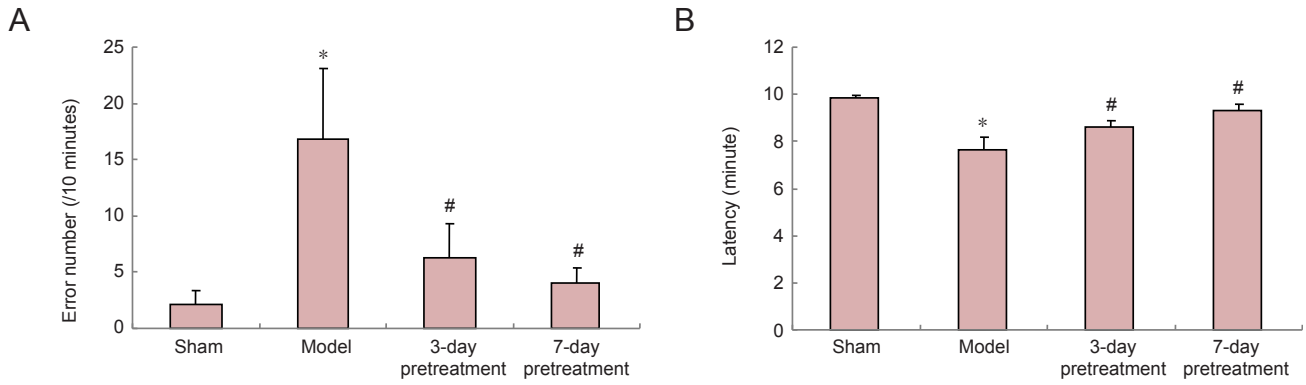 A
Error number (/10 minutes)
25
20
15
10
5
0
*
#
#
Sham
Model
3-day
pretreatment
7-day
pretreatment
B
Latency (minute)
12
10
8
6
4
2
0
*
#
#
Sham
Model
3-day
pretreatment
7-day
pretreatment